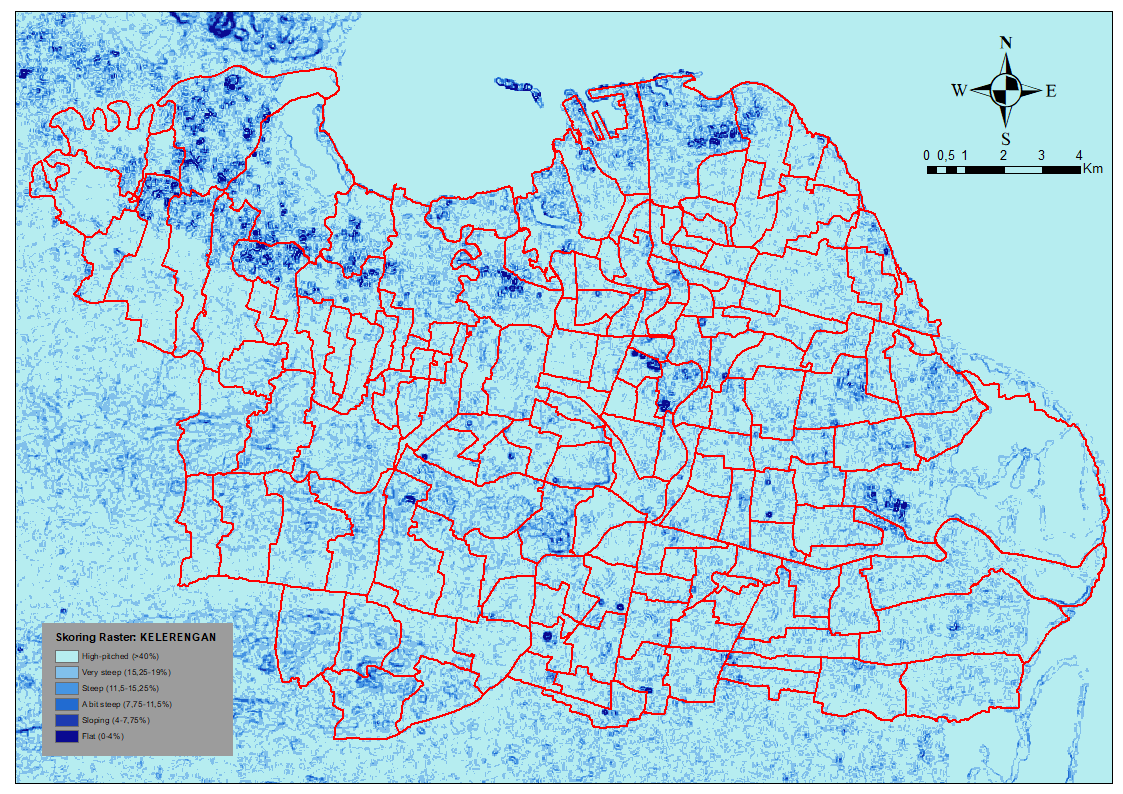 N
W E
S
0 0,5 1 2 3 4
Km
Skoring Raster: KELERENGAN
High-pitched (>40%)
Very steep (15,25-19%)
Steep (11,5-15,25%)
A bit steep (7,75-11,5%)
Sloping (4-7,75%)
Flat (0-4%)